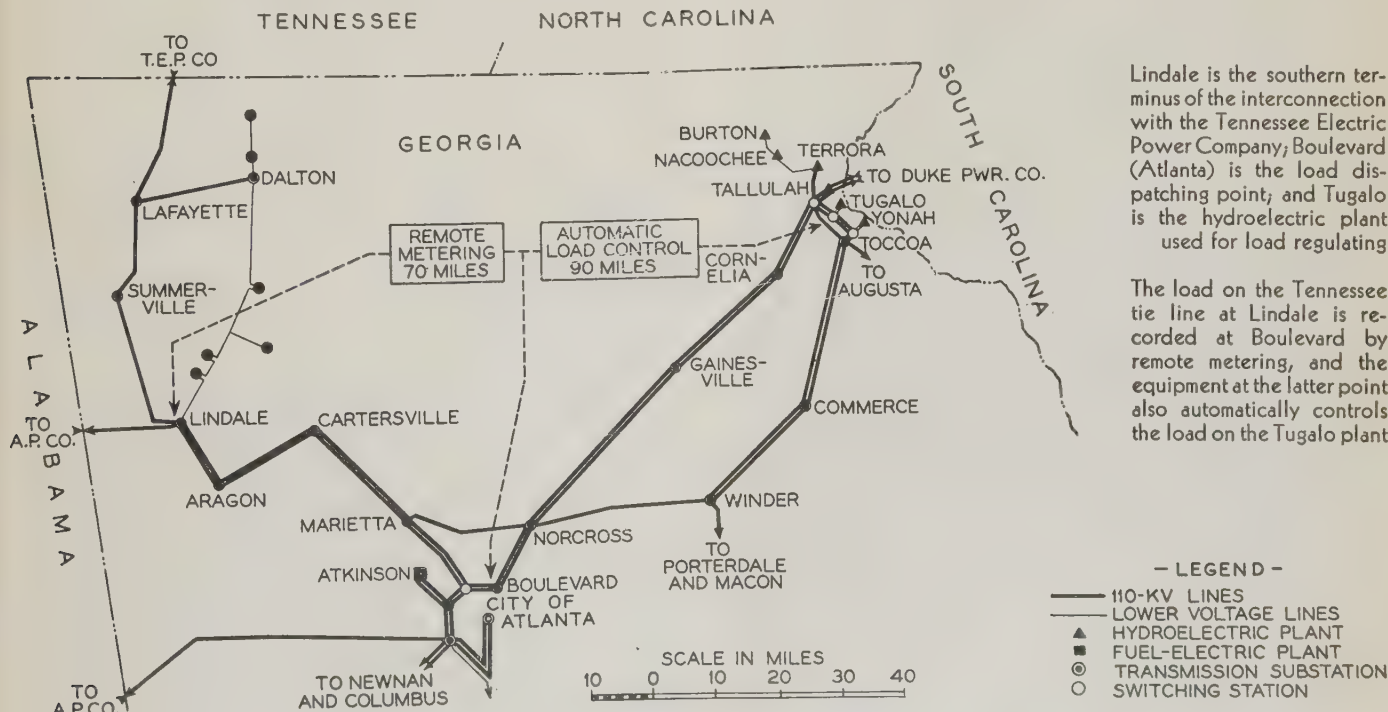 TENNESSEE
NORTH CAROLINA
TO
T.E.P. CO
SOUTH CAROLINA
GEORGIA
BURTON
NACOOCHEE
TERRORA
TALLULAH
TO DUKE PWR. CO.
TUGALO
YONAH
TOCCOA
TO
AUGUSTA
DALTON
LAFAYETTE
REMOTE
METERING
70 MILES
AUTOMATIC
LOAD CONTROL
90 MILES
CORN-
ELIA
SUMMER-
VILLE
ALABAMA
GAINES-
VILLE
COMMERCE
LINDALE
CARTERSVILLE
TO
A.P. CO.
ARAGON
MARIETTA
NORCROSS
WINDER
TO
PORTERDALE
AND MACON
ATKINSON
BOULEVARD
CITY OF
ATLANTA
TO NEWNAN
AND COLUMBUS
TO
A.P.CO.
SCALE IN MILES
10 0 10 20 30 40
Lindale is the southern ter-
minus of the interconnection
with the Tennessee Electric
Power Company; Boulevard
(Atlanta) is the load dis-
patching point; and Tugalo
is the hydroelectric plant
used for load regulating
The load on the Tennessee
tie line at Lindale is re-
corded at Boulevard by
remote metering, and the
equipment at the latter point
also automatically controls
the load on the Tugalo plant
- LEGEND -
110-KV LINES
LOWER VOLTAGE LINES
HYDROELECTRIC PLANT
FUEL-ELECTRIC PLANT
TRANSMISSION SUBSTATION
SWITCHING STATION